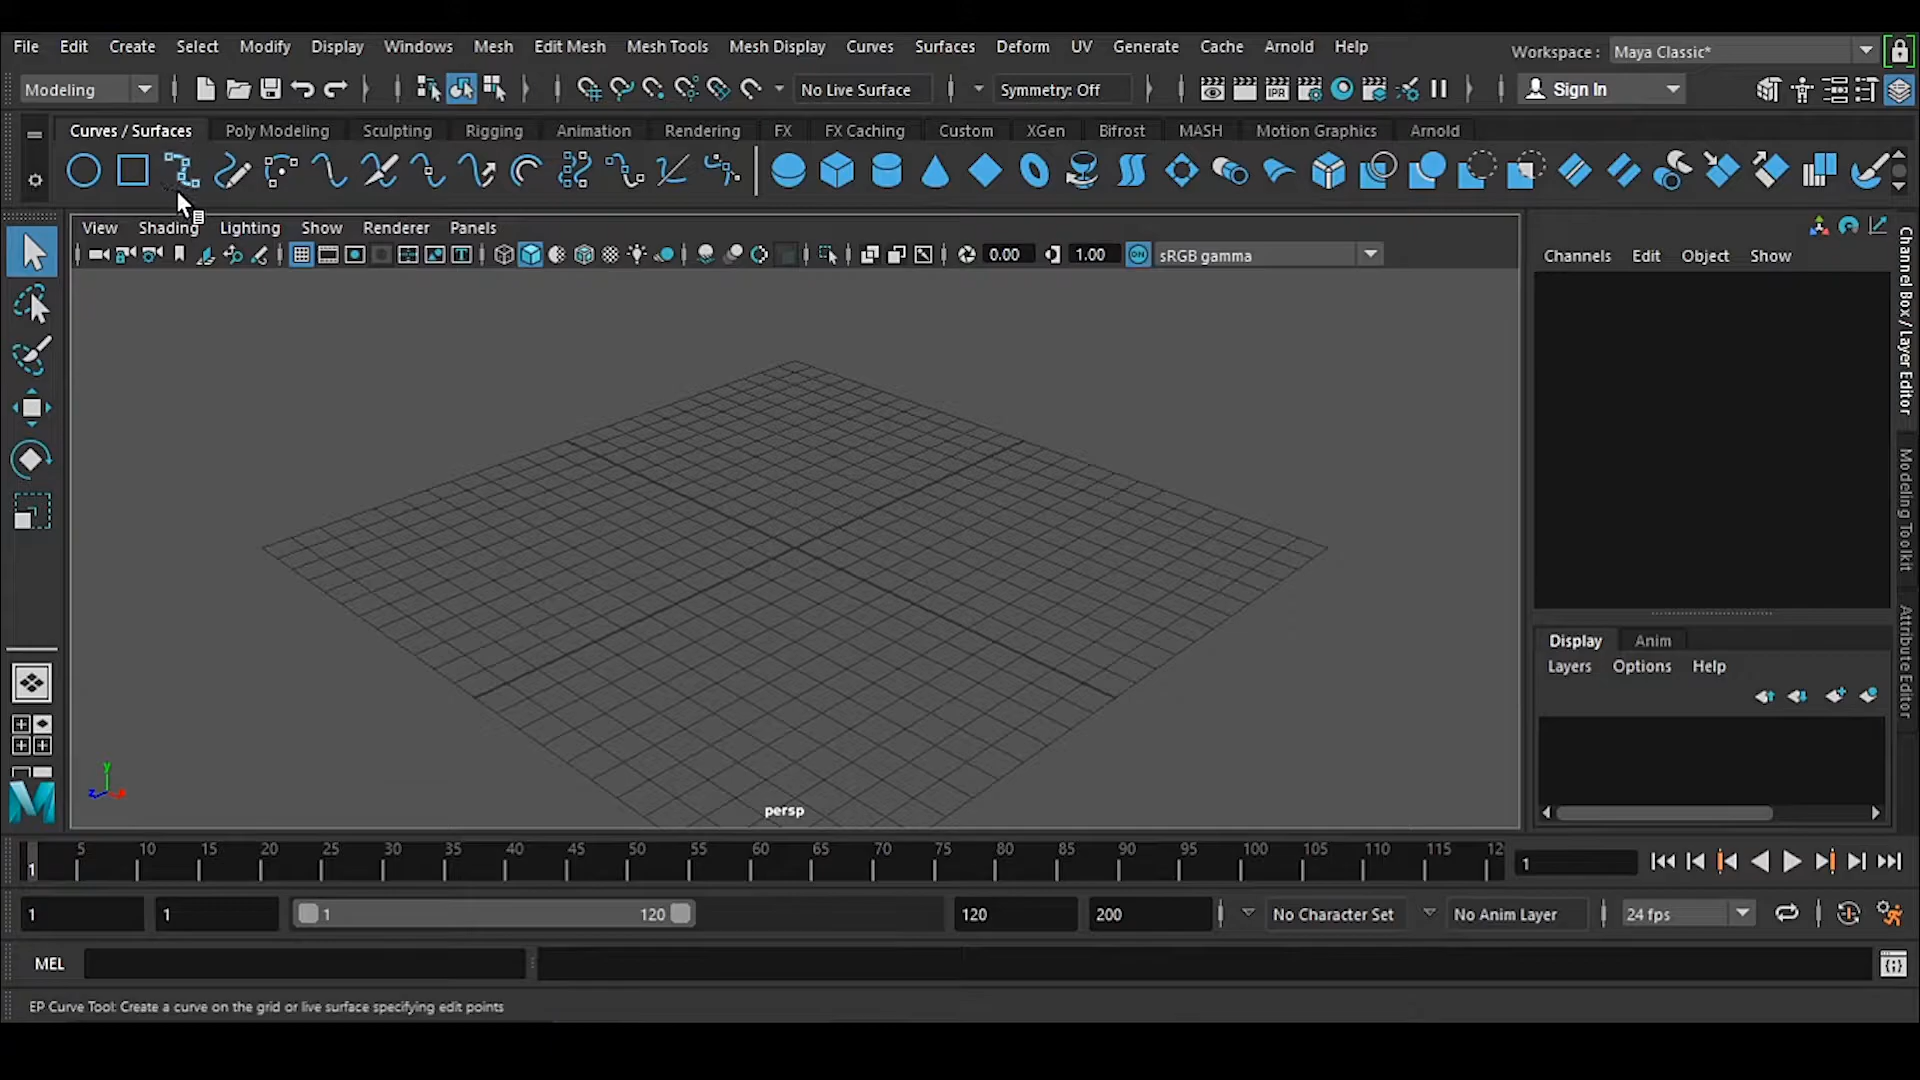 File Edit Create Select Modify Display Windows Mesh Edit Mesh Mesh Tools Mesh Display Curves Surfaces Deform UV Generate Cache Arnold Help Workspace : Maya Classic*
Modeling No Live Surface Symmetry: Off IPR Sign In
Curves / Surfaces Poly Modeling Sculpting Rigging Animation Rendering FX FX Caching Custom XGen Bifrost MASH Motion Graphics Arnold
View Shading Lighting Show Renderer Panels
0.00 1.00 ON sRGB gamma
Channels Edit Object Show
Channel Box / Layer Editor
Modeling Toolkit
Attribute Editor
Display Anim
Layers Options Help
y
z x
persp
5 10 15 20 25 30 35 40 45 50 55 60 65 70 75 80 85 90 95 100 105 110 115 12
1 1
1 1 1 120 120 200 No Character Set No Anim Layer 24 fps
MEL
EP Curve Tool: Create a curve on the grid or live surface specifying edit points